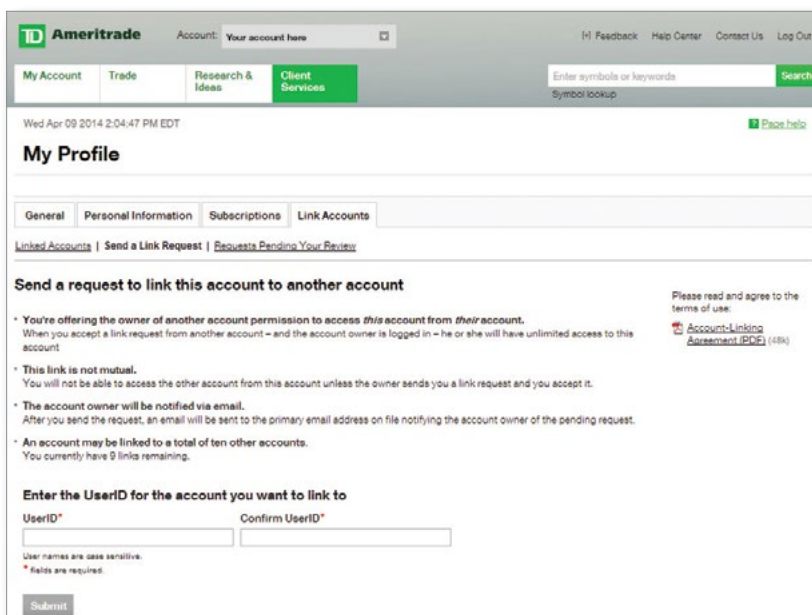 TD Ameritrade
Account: Your account here
[+] Feedback Help Center Contact Us Log Out
My Account Trade Research & Ideas Client Services
Enter symbols or keywords Search
Symbol lookup
Wed Apr 09 2014 2:04:47 PM EDT
? Page help
My Profile
General Personal Information Subscriptions Link Accounts
Linked Accounts | Send a Link Request | Requests Pending Your Review
Send a request to link this account to another account
Please read and agree to the
terms of use:
Account-Linking
Agreement (PDF) (48k)
• You're offering the owner of another account permission to access this account from their account.
When you accept a link request from another account – and the account owner is logged in – he or she will have unlimited access to this
account
• This link is not mutual.
You will not be able to access the other account from this account unless the owner sends you a link request and you accept it.
• The account owner will be notified via email.
After you send the request, an email will be sent to the primary email address on file notifying the account owner of the pending request.
• An account may be linked to a total of ten other accounts.
You currently have 9 links remaining.
Enter the UserID for the account you want to link to
UserID* Confirm UserID*
User names are case sensitive.
* fields are required.
Submit